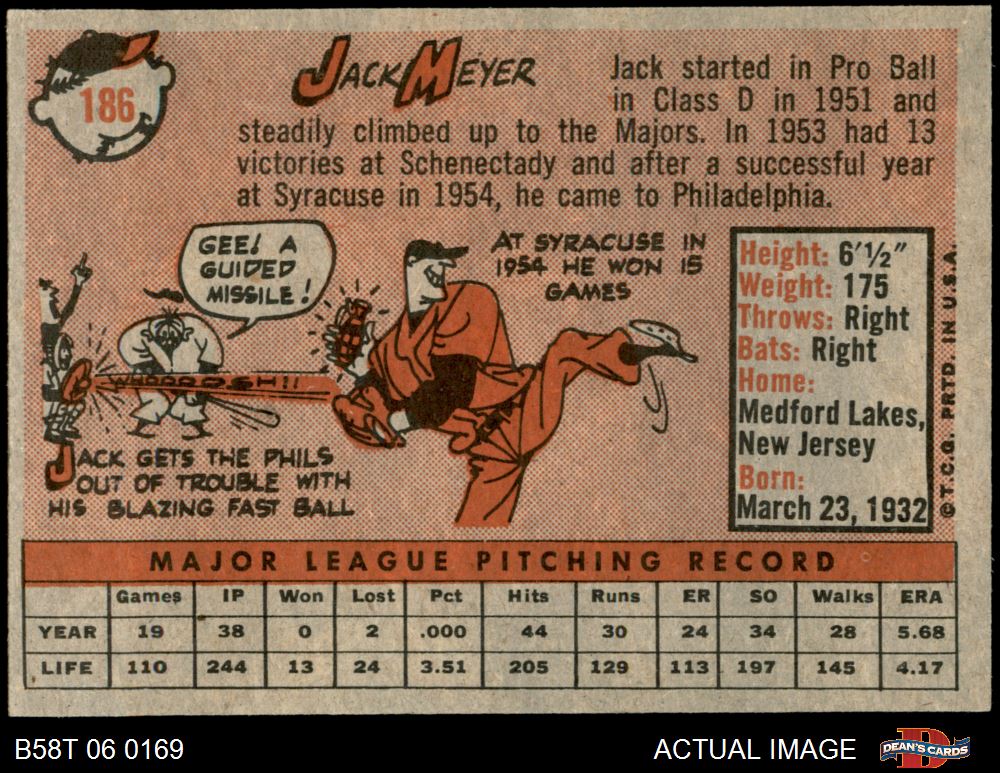 186
JACK MEYER
Jack started in Pro Ball
in Class D in 1951 and
steadily climbed up to the Majors. In 1953 had 13
victories at Schenectady and after a successful year
at Syracuse in 1954, he came to Philadelphia.
GEE! A
GUIDED
MISSILE!
WHOOOOSH!!
AT SYRACUSE IN
1954 HE WON 15
GAMES
JACK GETS THE PHILS
OUT OF TROUBLE WITH
HIS BLAZING FAST BALL
Height: 6'½"
Weight: 175
Throws: Right
Bats: Right
Home:
Medford Lakes,
New Jersey
Born:
March 23, 1932
© T.C.G. PRTD. IN U.S.A.
MAJOR LEAGUE PITCHING RECORD
Games IP Won Lost Pct Hits Runs ER SO Walks ERA
YEAR 19 38 0 2 .000 44 30 24 34 28 5.68
LIFE 110 244 13 24 3.51 205 129 113 197 145 4.17
B58T 06 0169
ACTUAL IMAGE
DEAN'S CARDS